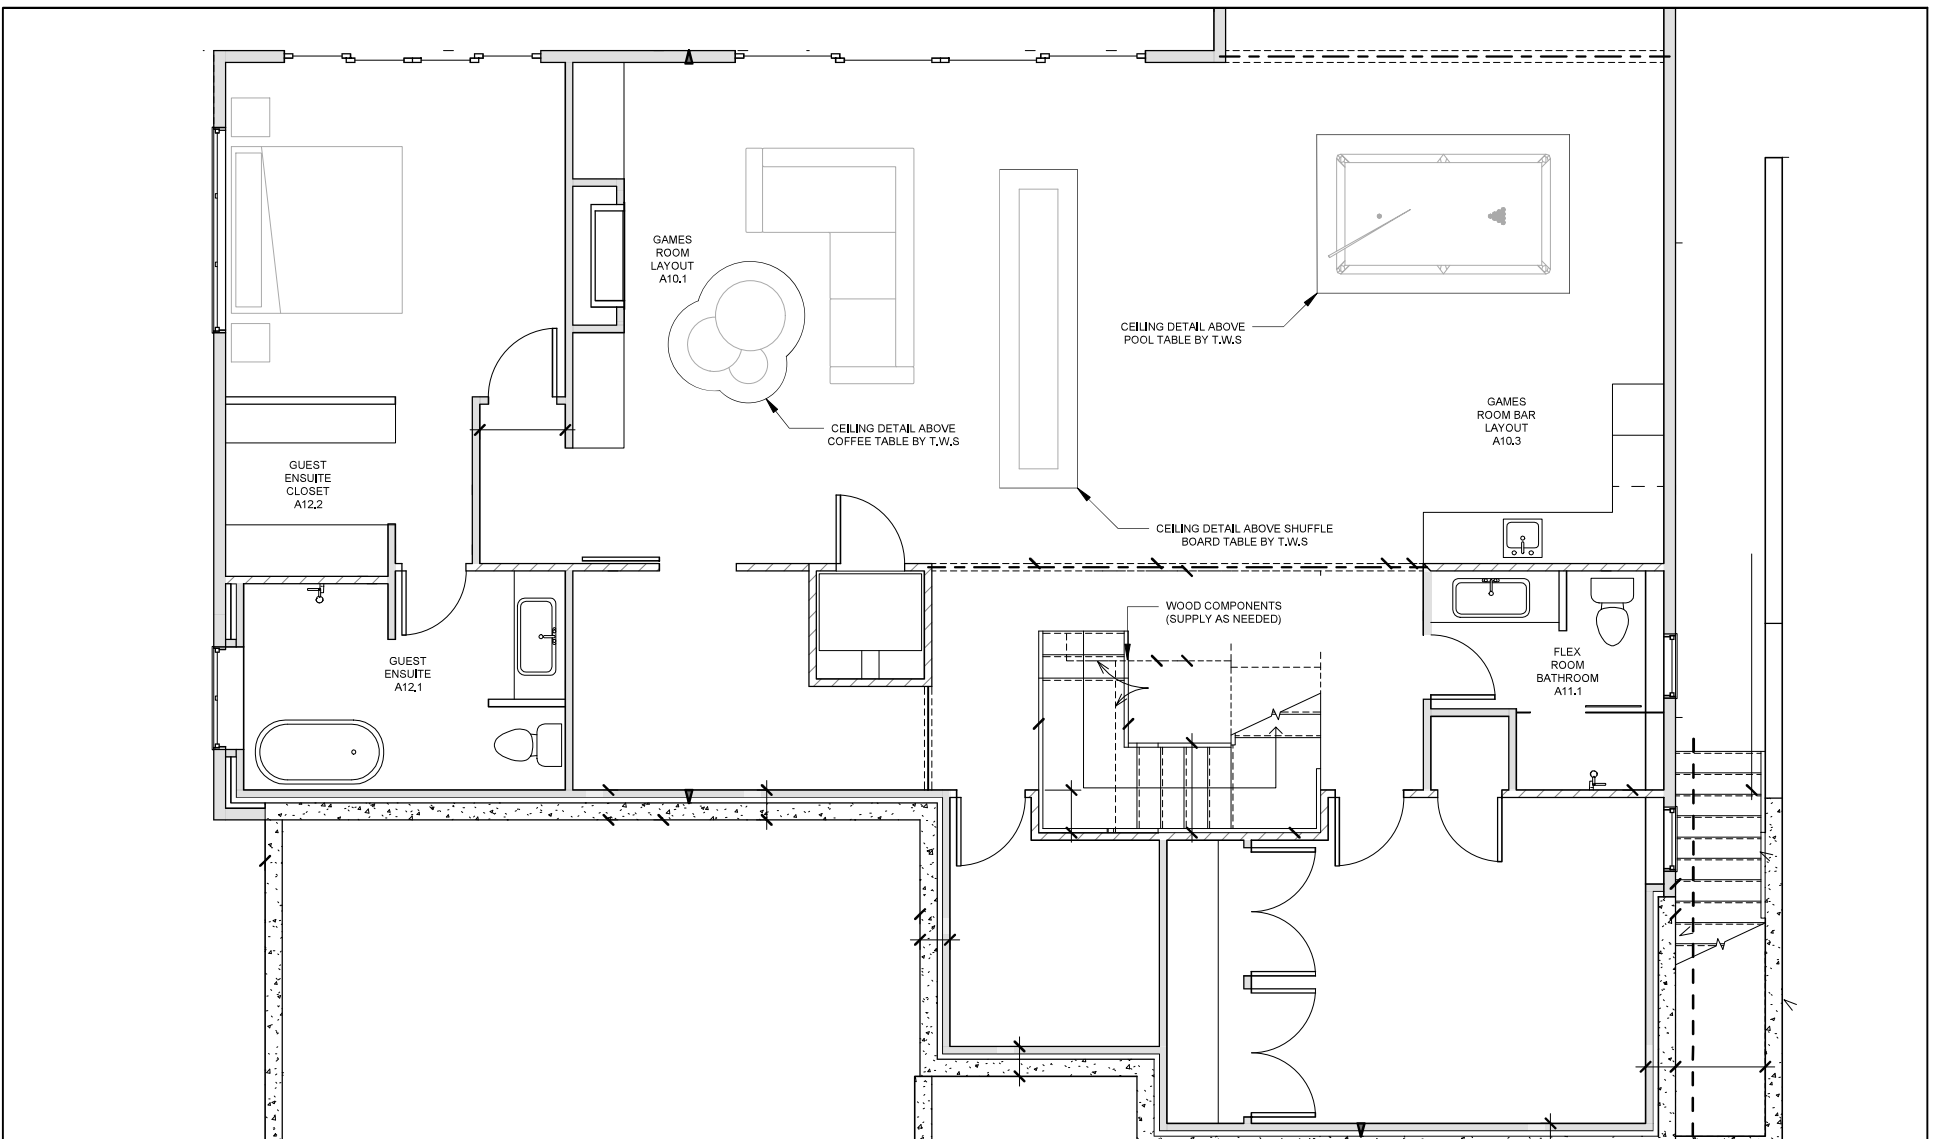 GAMES
ROOM
LAYOUT
A10.1
CEILING DETAIL ABOVE
POOL TABLE BY T.W.S
GAMES
ROOM BAR
LAYOUT
A10.3
CEILING DETAIL ABOVE
COFFEE TABLE BY T.W.S
GUEST
ENSUITE
CLOSET
A12.2
CEILING DETAIL ABOVE SHUFFLE
BOARD TABLE BY T.W.S
WOOD COMPONENTS
(SUPPLY AS NEEDED)
GUEST
ENSUITE
A12.1
FLEX
ROOM
BATHROOM
A11.1